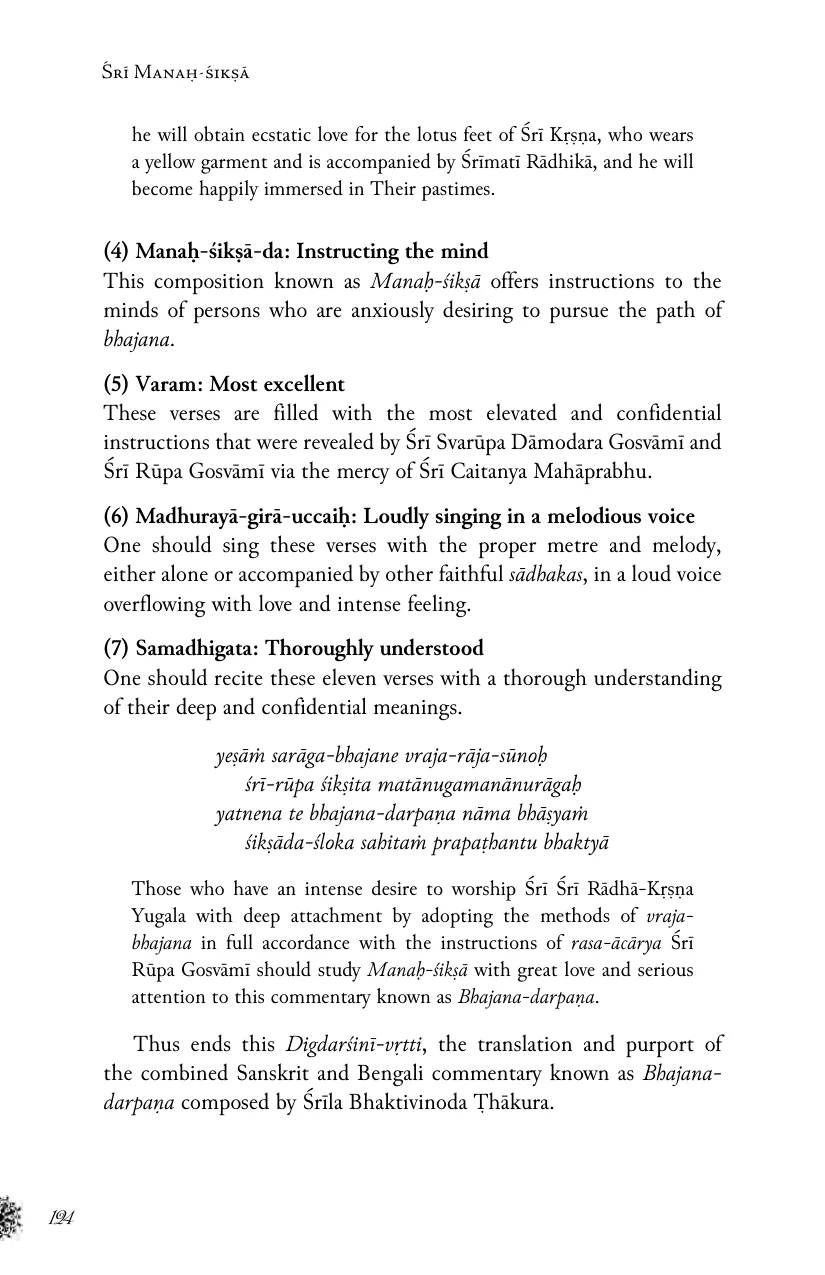 Śrī Manaḥ-śikṣā
he will obtain ecstatic love for the lotus feet of Śrī Kṛṣṇa, who wears
a yellow garment and is accompanied by Śrīmatī Rādhikā, and he will
become happily immersed in Their pastimes.
(4) Manaḥ-śikṣā-da: Instructing the mind
This composition known as Manaḥ-śikṣā offers instructions to the
minds of persons who are anxiously desiring to pursue the path of
bhajana.
(5) Varam: Most excellent
These verses are filled with the most elevated and confidential
instructions that were revealed by Śrī Svarūpa Dāmodara Gosvāmī and
Śrī Rūpa Gosvāmī via the mercy of Śrī Caitanya Mahāprabhu.
(6) Madhurayā-girā-uccaiḥ: Loudly singing in a melodious voice
One should sing these verses with the proper metre and melody,
either alone or accompanied by other faithful sādhakas, in a loud voice
overflowing with love and intense feeling.
(7) Samadhigata: Thoroughly understood
One should recite these eleven verses with a thorough understanding
of their deep and confidential meanings.
yeṣāṁ sarāga-bhajane vraja-rāja-sūnoḥ
śrī-rūpa śikṣita matānugamanānurāgaḥ
yatnena te bhajana-darpaṇa nāma bhāṣyaṁ
śikṣāda-śloka sahitaṁ prapaṭhantu bhaktyā
Those who have an intense desire to worship Śrī Śrī Rādhā-Kṛṣṇa
Yugala with deep attachment by adopting the methods of vraja-
bhajana in full accordance with the instructions of rasa-ācārya Śrī
Rūpa Gosvāmī should study Manaḥ-śikṣā with great love and serious
attention to this commentary known as Bhajana-darpaṇa.
Thus ends this Digdarśinī-vṛtti, the translation and purport of
the combined Sanskrit and Bengali commentary known as Bhajana-
darpaṇa composed by Śrīla Bhaktivinoda Ṭhākura.
124